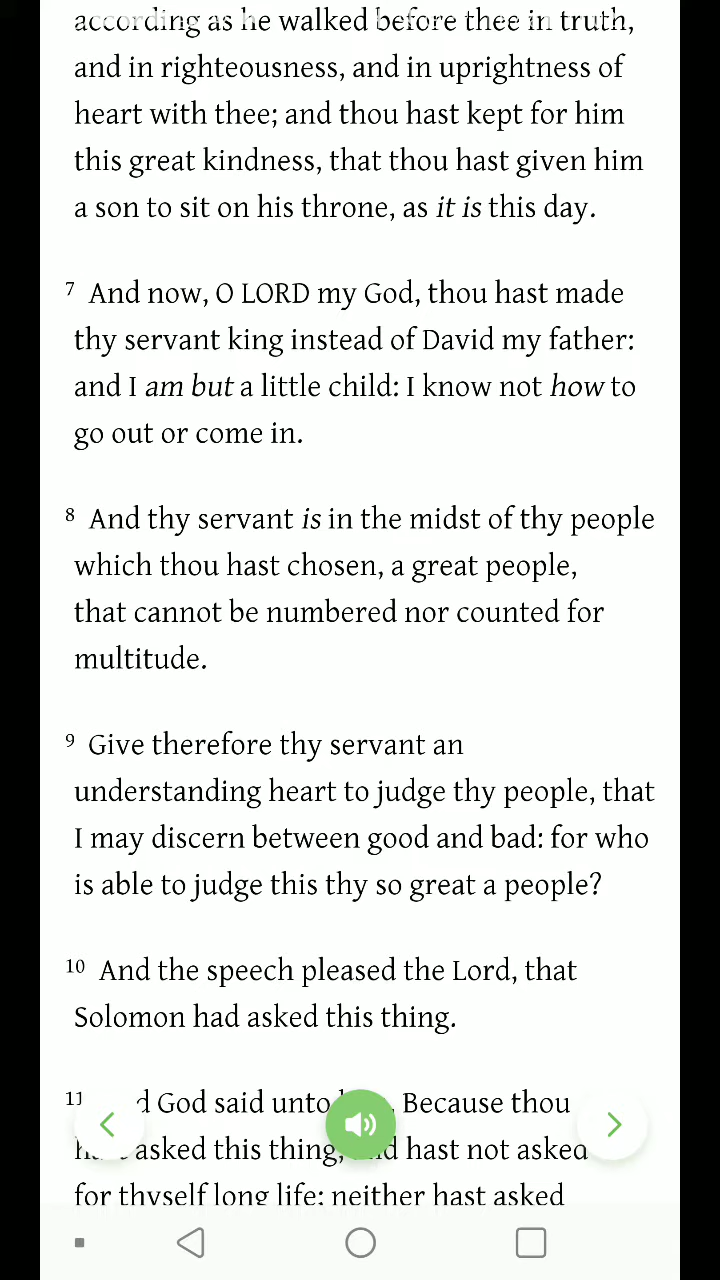 according as he walked before thee in truth,
and in righteousness, and in uprightness of
heart with thee; and thou hast kept for him
this great kindness, that thou hast given him
a son to sit on his throne, as it is this day.
7 And now, O LORD my God, thou hast made
thy servant king instead of David my father:
and I am but a little child: I know not how to
go out or come in.
8 And thy servant is in the midst of thy people
which thou hast chosen, a great people,
that cannot be numbered nor counted for
multitude.
9 Give therefore thy servant an
understanding heart to judge thy people, that
I may discern between good and bad: for who
is able to judge this thy so great a people?
10 And the speech pleased the Lord, that
Solomon had asked this thing.
11 God said unto Because thou
asked this thing, hast not asked
for thyself long life; neither hast asked